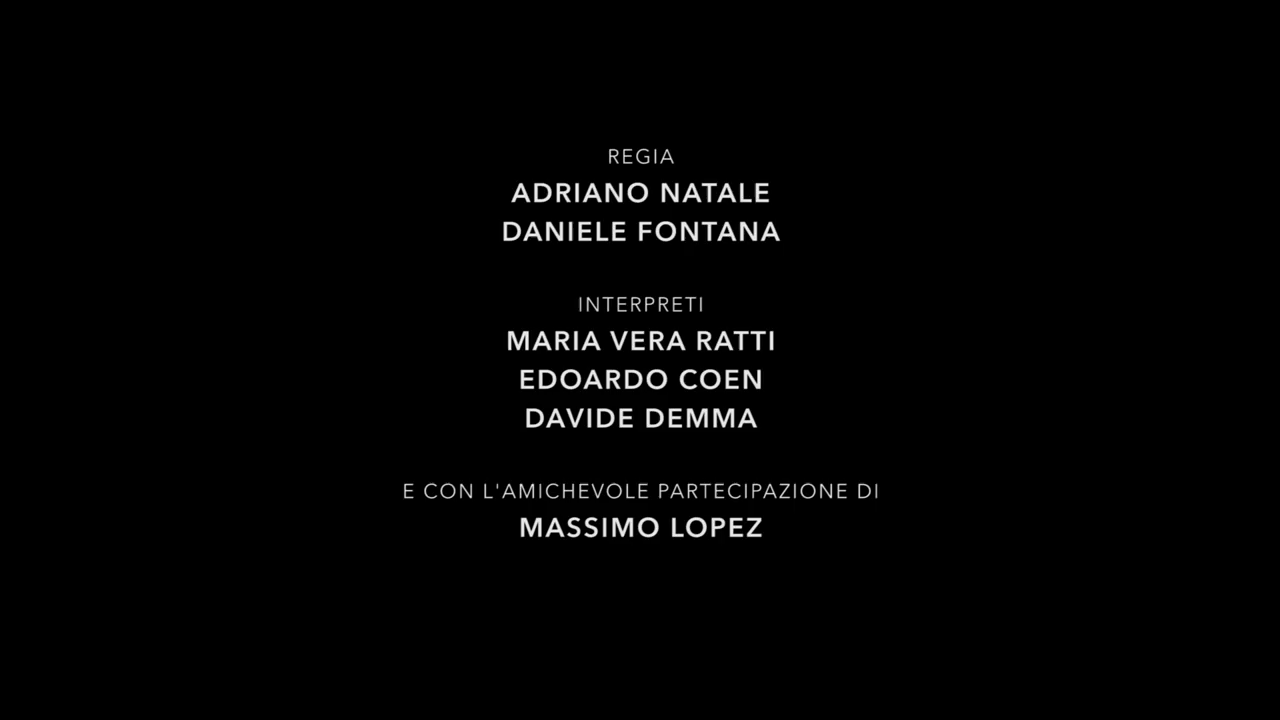 REGIA
ADRIANO NATALE
DANIELE FONTANA
INTERPRETI
MARIA VERA RATTI
EDOARDO COEN
DAVIDE DEMMA
E CON L'AMICHEVOLE PARTECIPAZIONE DI
MASSIMO LOPEZ